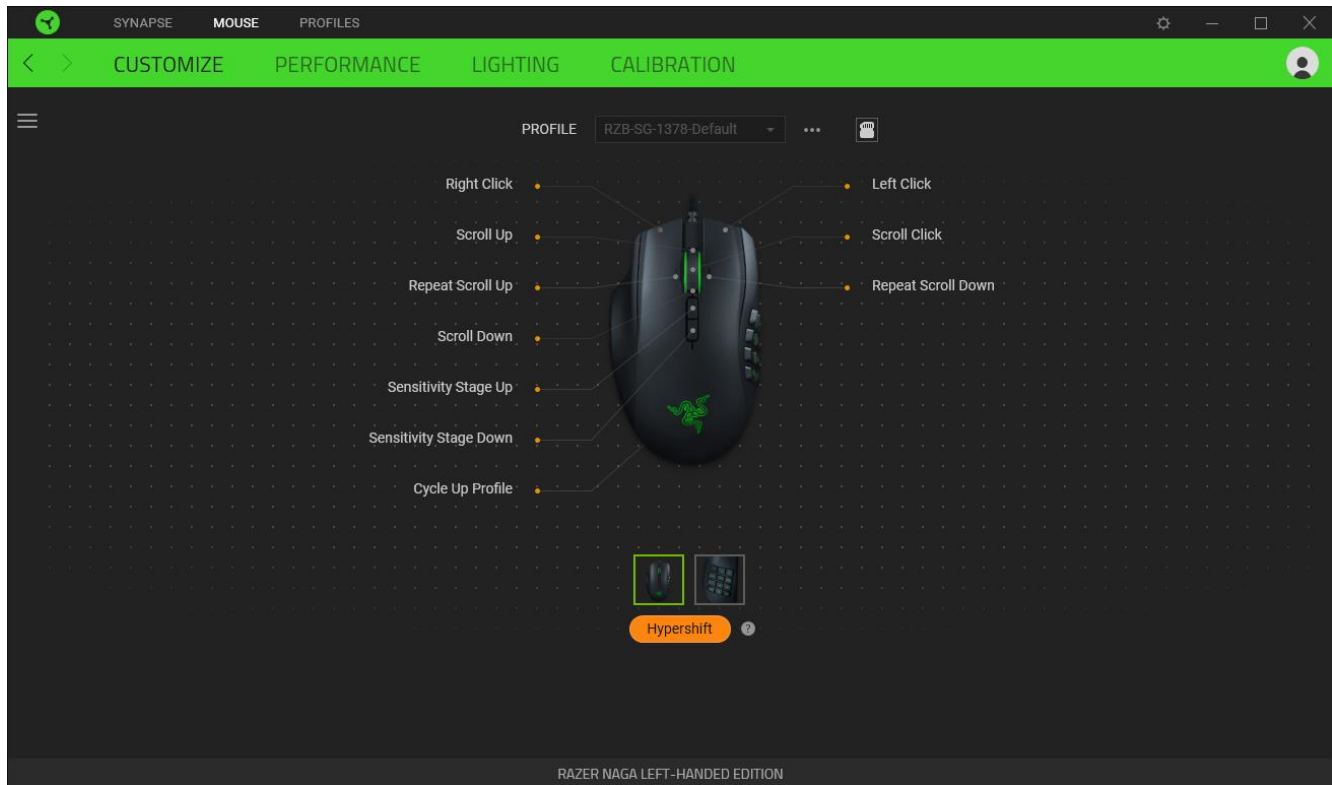 SYNAPSE MOUSE PROFILES
CUSTOMIZE PERFORMANCE LIGHTING CALIBRATION
PROFILE RZB-SG-1378-Default
Right Click Left Click
Scroll Up Scroll Click
Repeat Scroll Up Repeat Scroll Down
Scroll Down
Sensitivity Stage Up
Sensitivity Stage Down
Cycle Up Profile
Hypershift ?
RAZER NAGA LEFT-HANDED EDITION